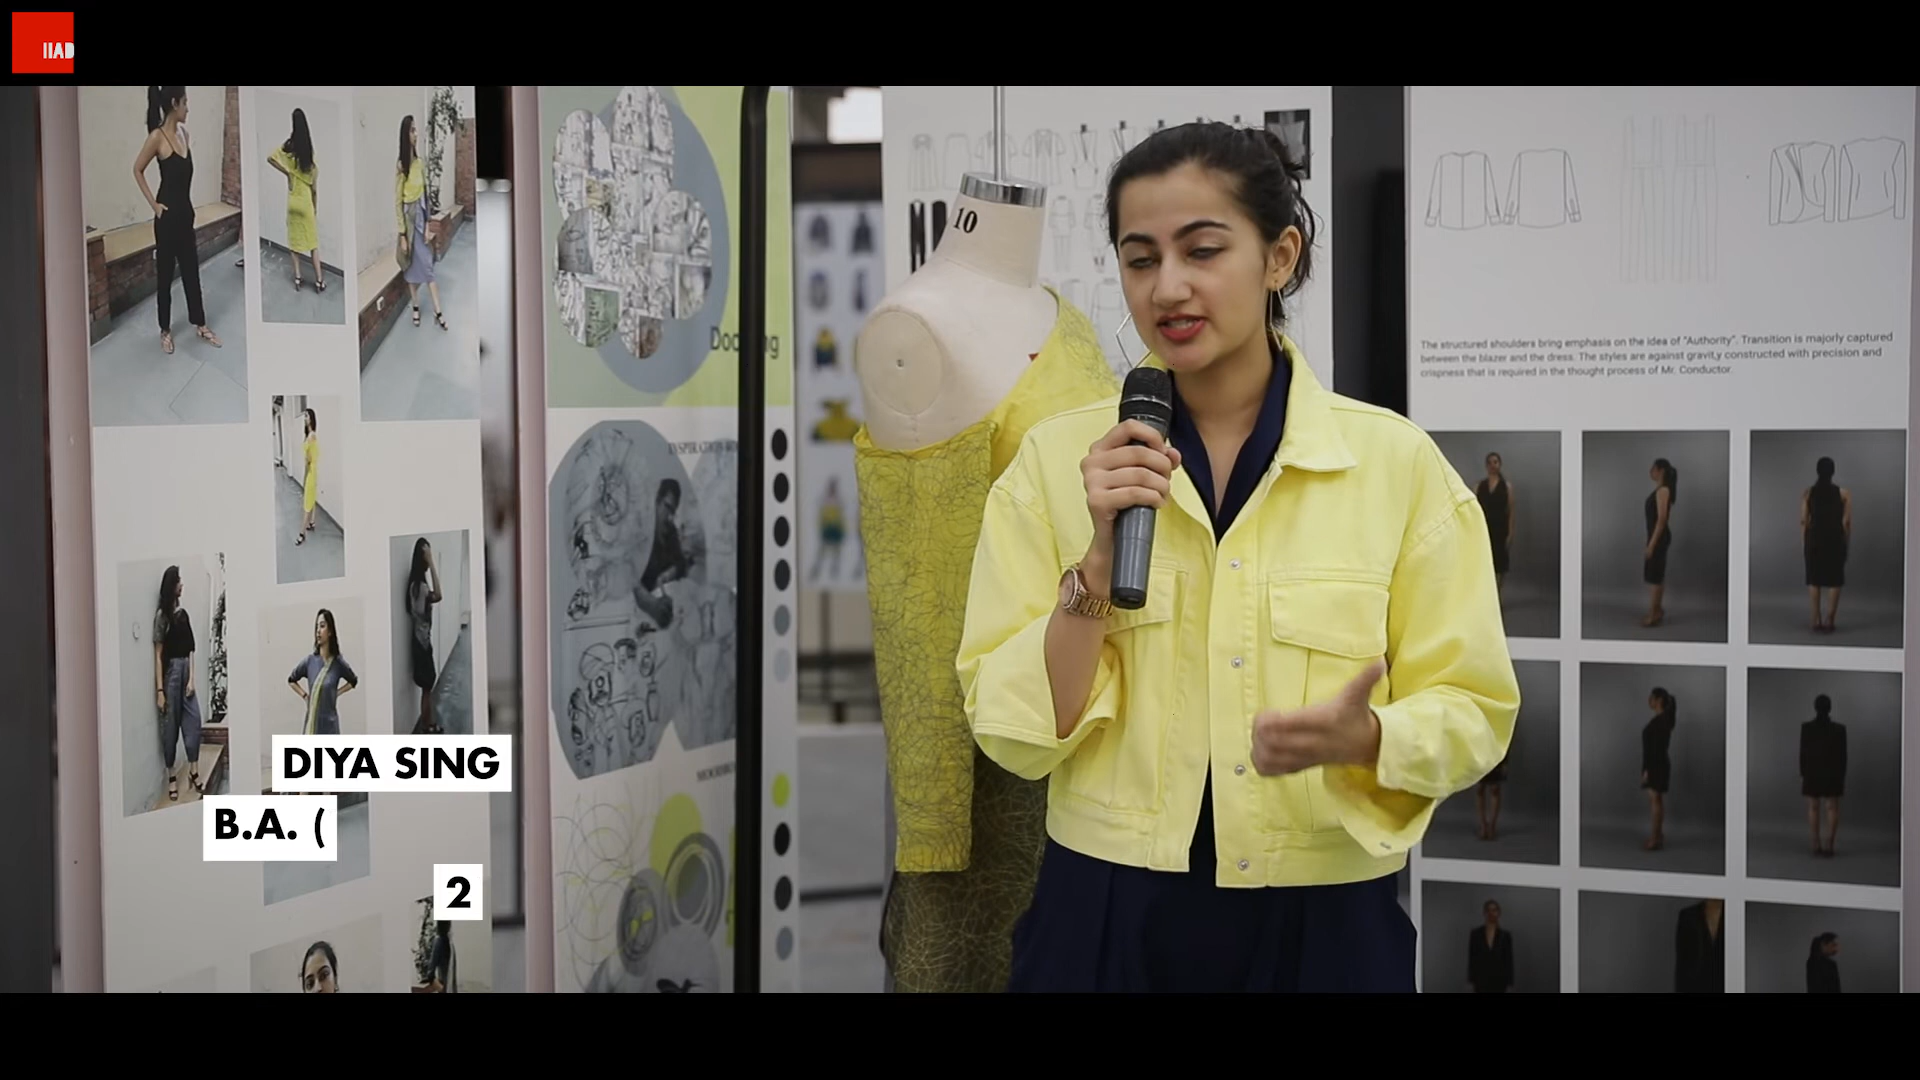 IIAD
10
The structured shoulders bring emphasis on the idea of "Authority". Transition is majorly captured
between the blazer and the dress. The styles are against gravity constructed with precision and
crispness that is required in the thought process of Mr. Conductor.
DIYA SING
B.A. (
2